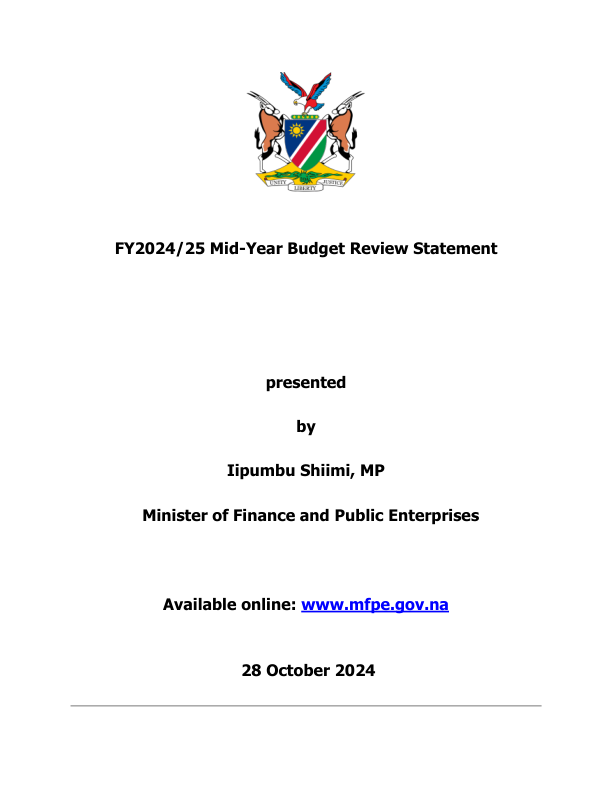 UNITY LIBERTY JUSTICE
FY2024/25 Mid-Year Budget Review Statement
presented
by
Iipumbu Shiimi, MP
Minister of Finance and Public Enterprises
Available online: www.mfpe.gov.na
28 October 2024